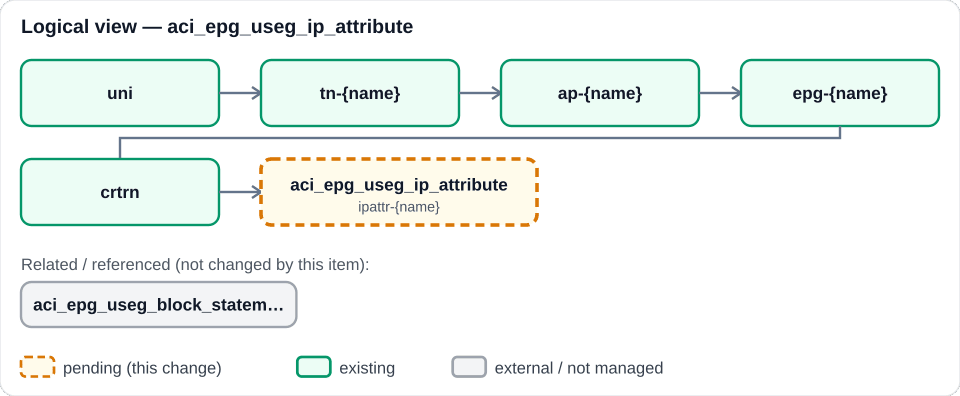 Logical view — aci_epg_useg_ip_attribute
uni
tn-{name}
ap-{name}
epg-{name}
crtrn
aci_epg_useg_ip_attribute
ipattr-{name}
Related / referenced (not changed by this item):
aci_epg_useg_block_statem…
pending (this change)
existing
external / not managed